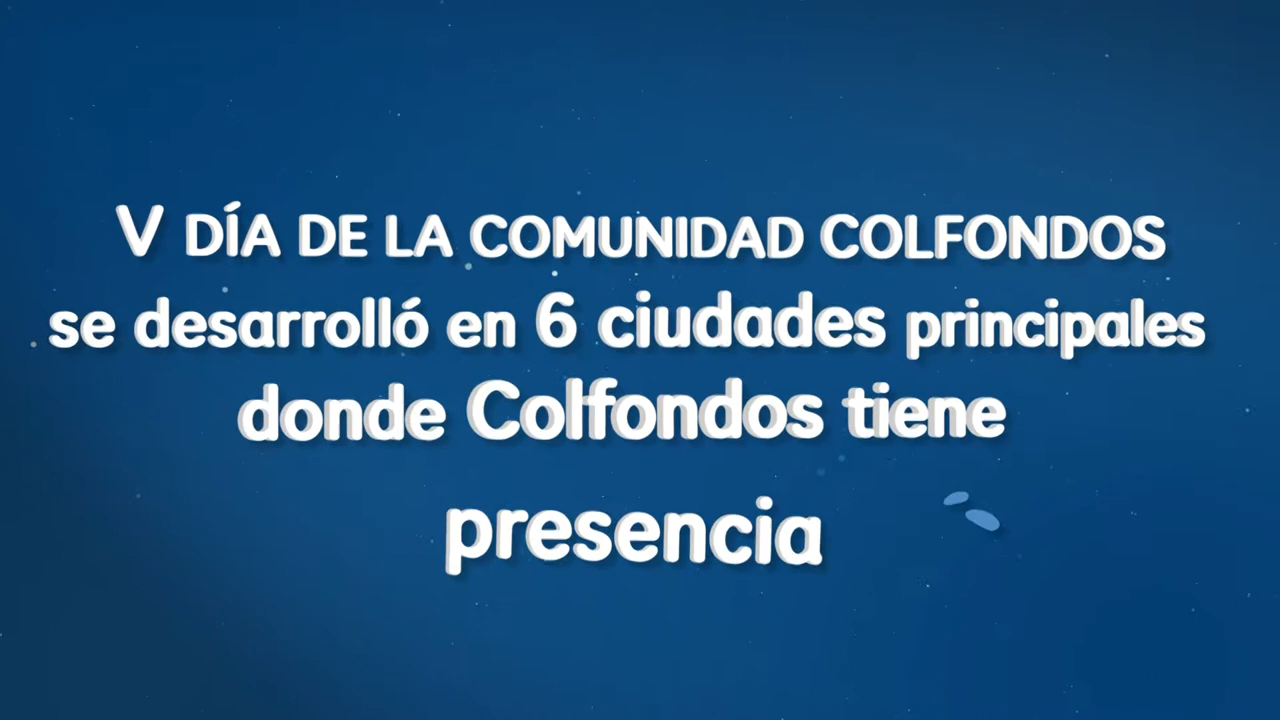 V DÍA DE LA COMUNIDAD COLFONDOS
se desarrolló en 6 ciudades principales
donde Colfondos tiene
presencia